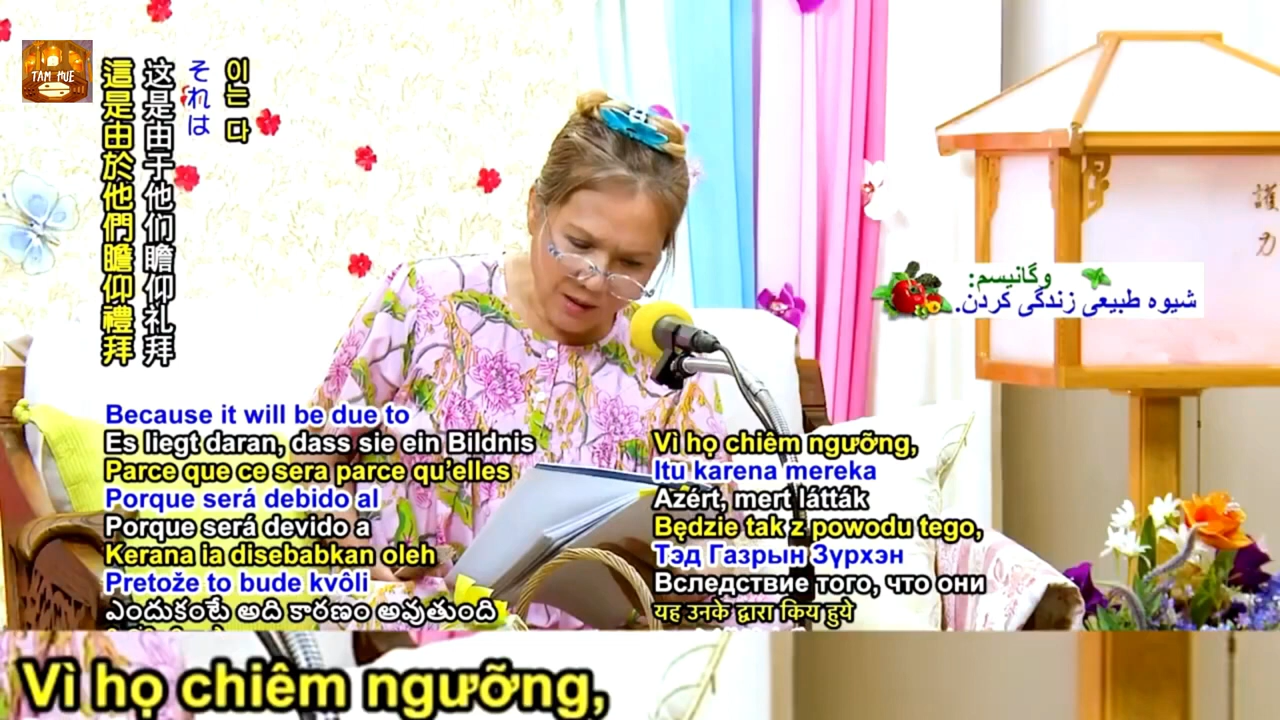 TAM HUE
이는 다
それは
这是由于他们瞻仰礼拜
這是由於他們瞻仰禮拜
護
力
وگانیسم:
شیوه طبیعی زندگی کردن.
Because it will be due to
Es liegt daran, dass sie ein Bildnis
Parce que ce sera parce qu'elles
Porque será debido al
Porque será devido a
Kerana ia disebabkan oleh
Pretože to bude kvôli
ఎందుకంటే అది కారణం అవుతుంది
Vì họ chiêm ngưỡng,
Itu karena mereka
Azért, mert látták
Będzie tak z powodu tego,
Тэд Газрын Зүрхэн
Вследствие того, что они
यह उनके द्वारा किय हुये
Vì họ chiêm ngưỡng,